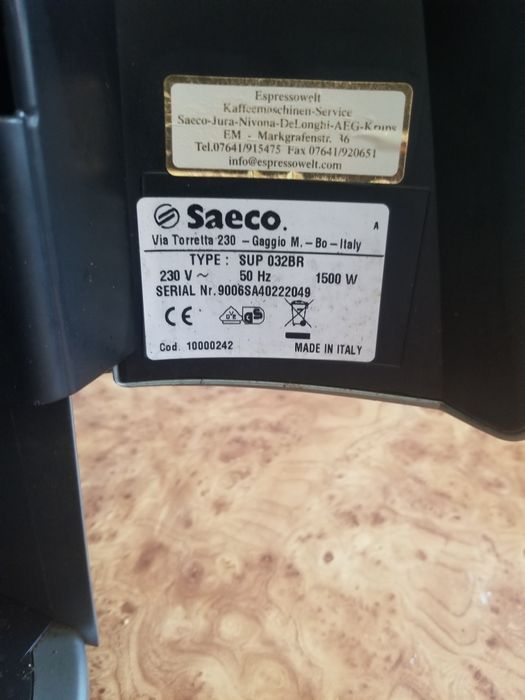 Espressowelt
Kaffeemaschinen-Service
Saeco-Jura-Nivona-DeLonghi-AEG-Krups
EM - Markgrafenstr. 36
Tel.07641/915475 Fax 07641/920651
info@espressowelt.com
Saeco.
A
Via Torretta 230 - Gaggio M. - Bo - Italy
TYPE : SUP 032BR
230 V ~ 50 Hz 1500 W
SERIAL Nr.9006SA40222049
CE VDE GS
Cod. 10000242 MADE IN ITALY